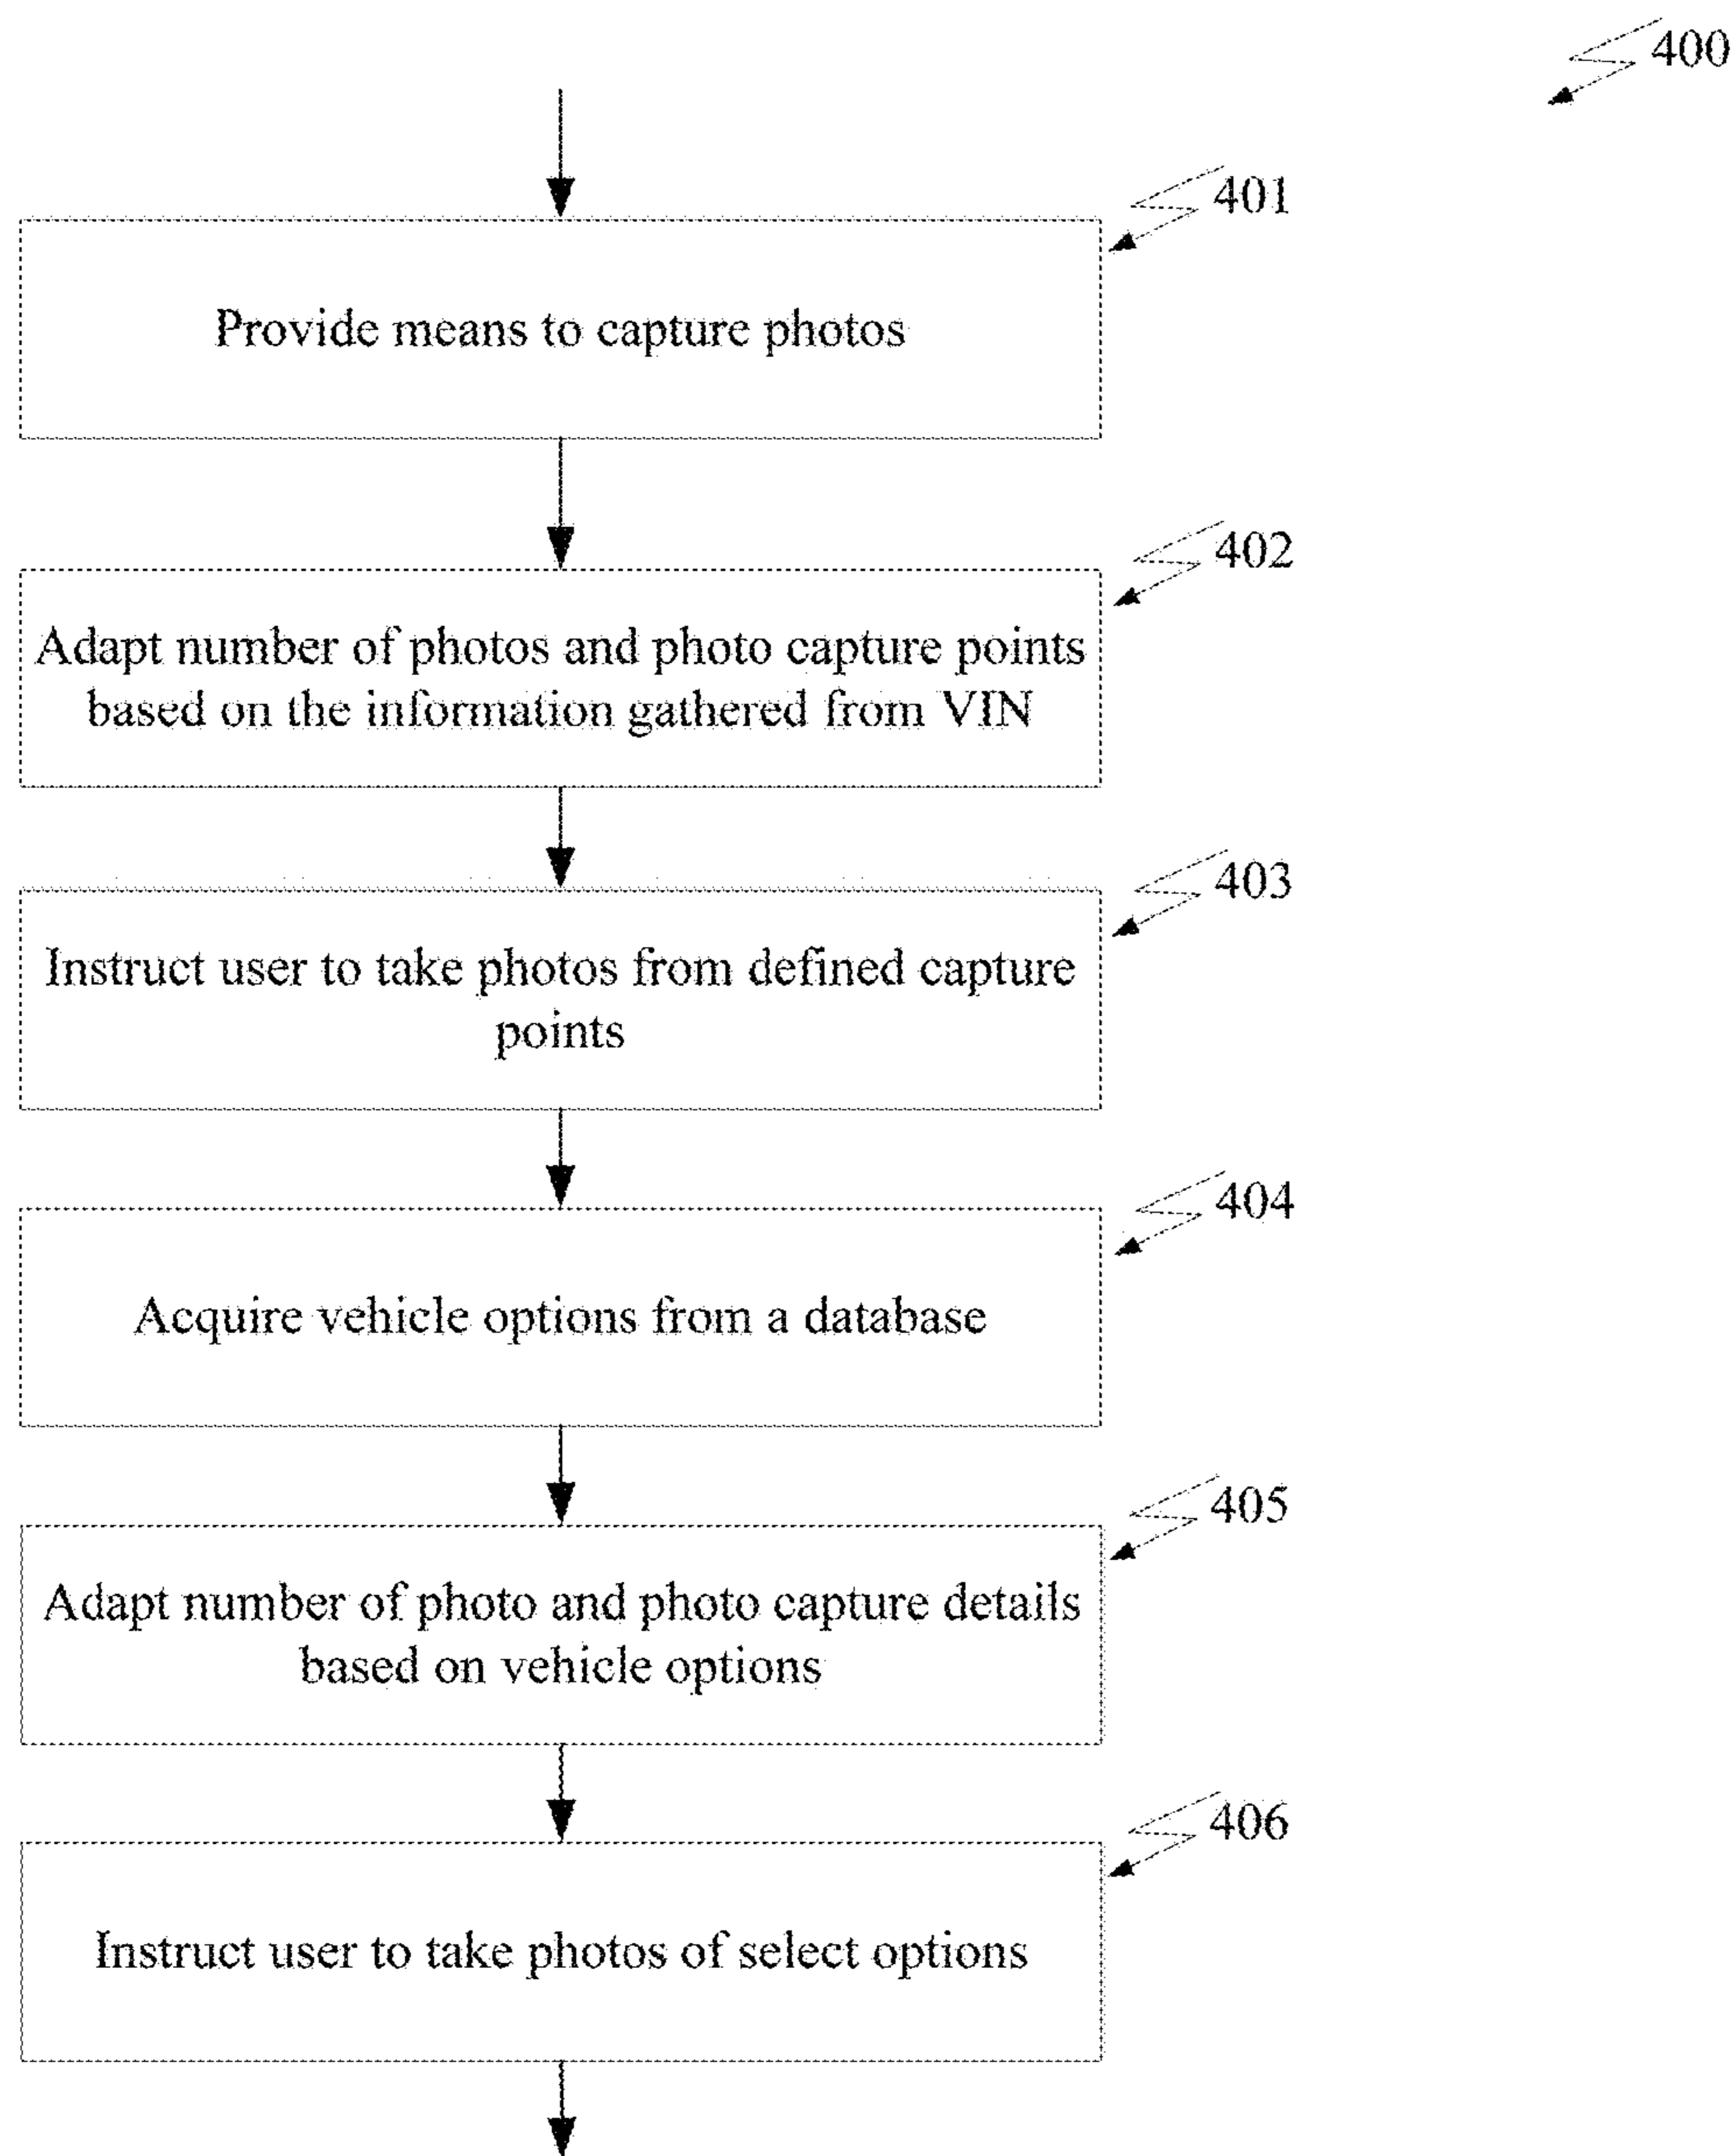 400
401
Provide means to capture photos
402
Adapt number of photos and photo capture points
based on the information gathered from VIN
403
Instruct user to take photos from defined capture
points
404
Acquire vehicle options from a database
405
Adapt number of photo and photo capture details
based on vehicle options
406
Instruct user to take photos of select options